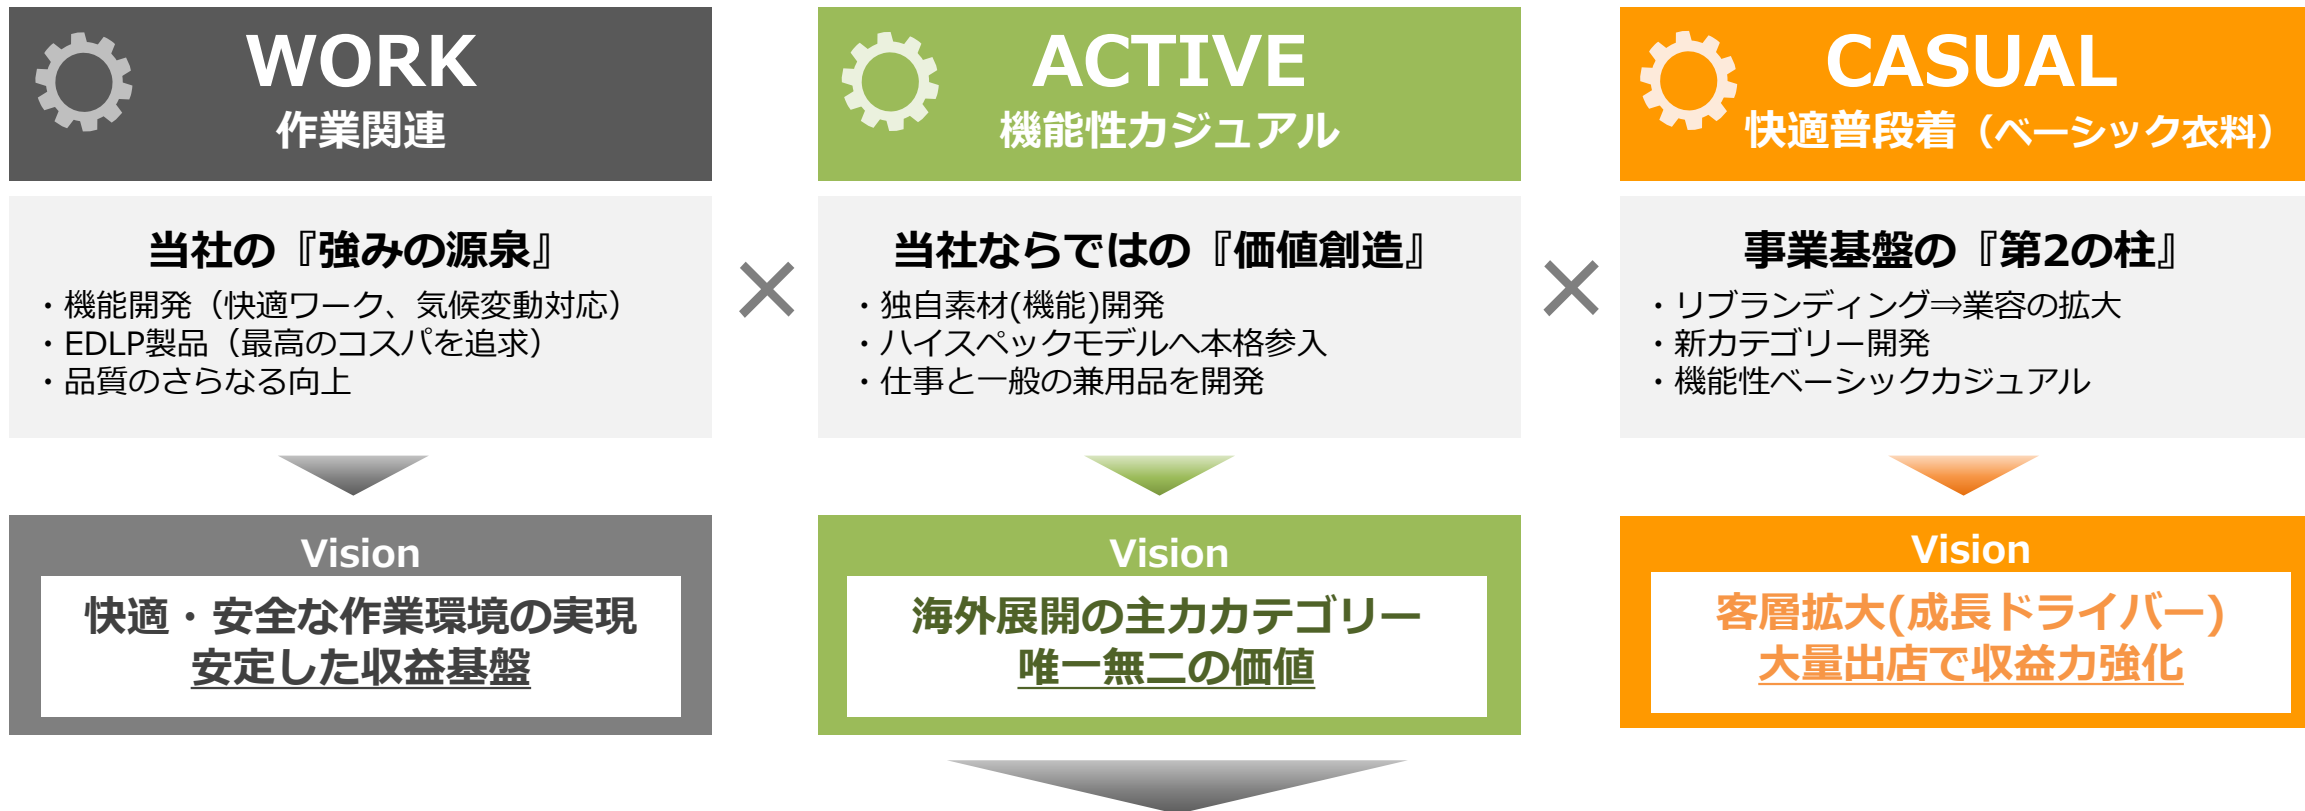 WORK
作業関連
当社の『強みの源泉』
・機能開発（快適ワーク、気候変動対応）
・EDLP製品（最高のコスパを追求）
・品質のさらなる向上
Vision
快適・安全な作業環境の実現
安定した収益基盤
×
ACTIVE
機能性カジュアル
当社ならではの『価値創造』
・独自素材(機能)開発
・ハイスペックモデルへ本格参入
・仕事と一般の兼用品を開発
Vision
海外展開の主力カテゴリー
唯一無二の価値
×
CASUAL
快適普段着（ベーシック衣料）
事業基盤の『第2の柱』
・リブランディング⇒業容の拡大
・新カテゴリー開発
・機能性ベーシックカジュアル
Vision
客層拡大(成長ドライバー)
大量出店で収益力強化